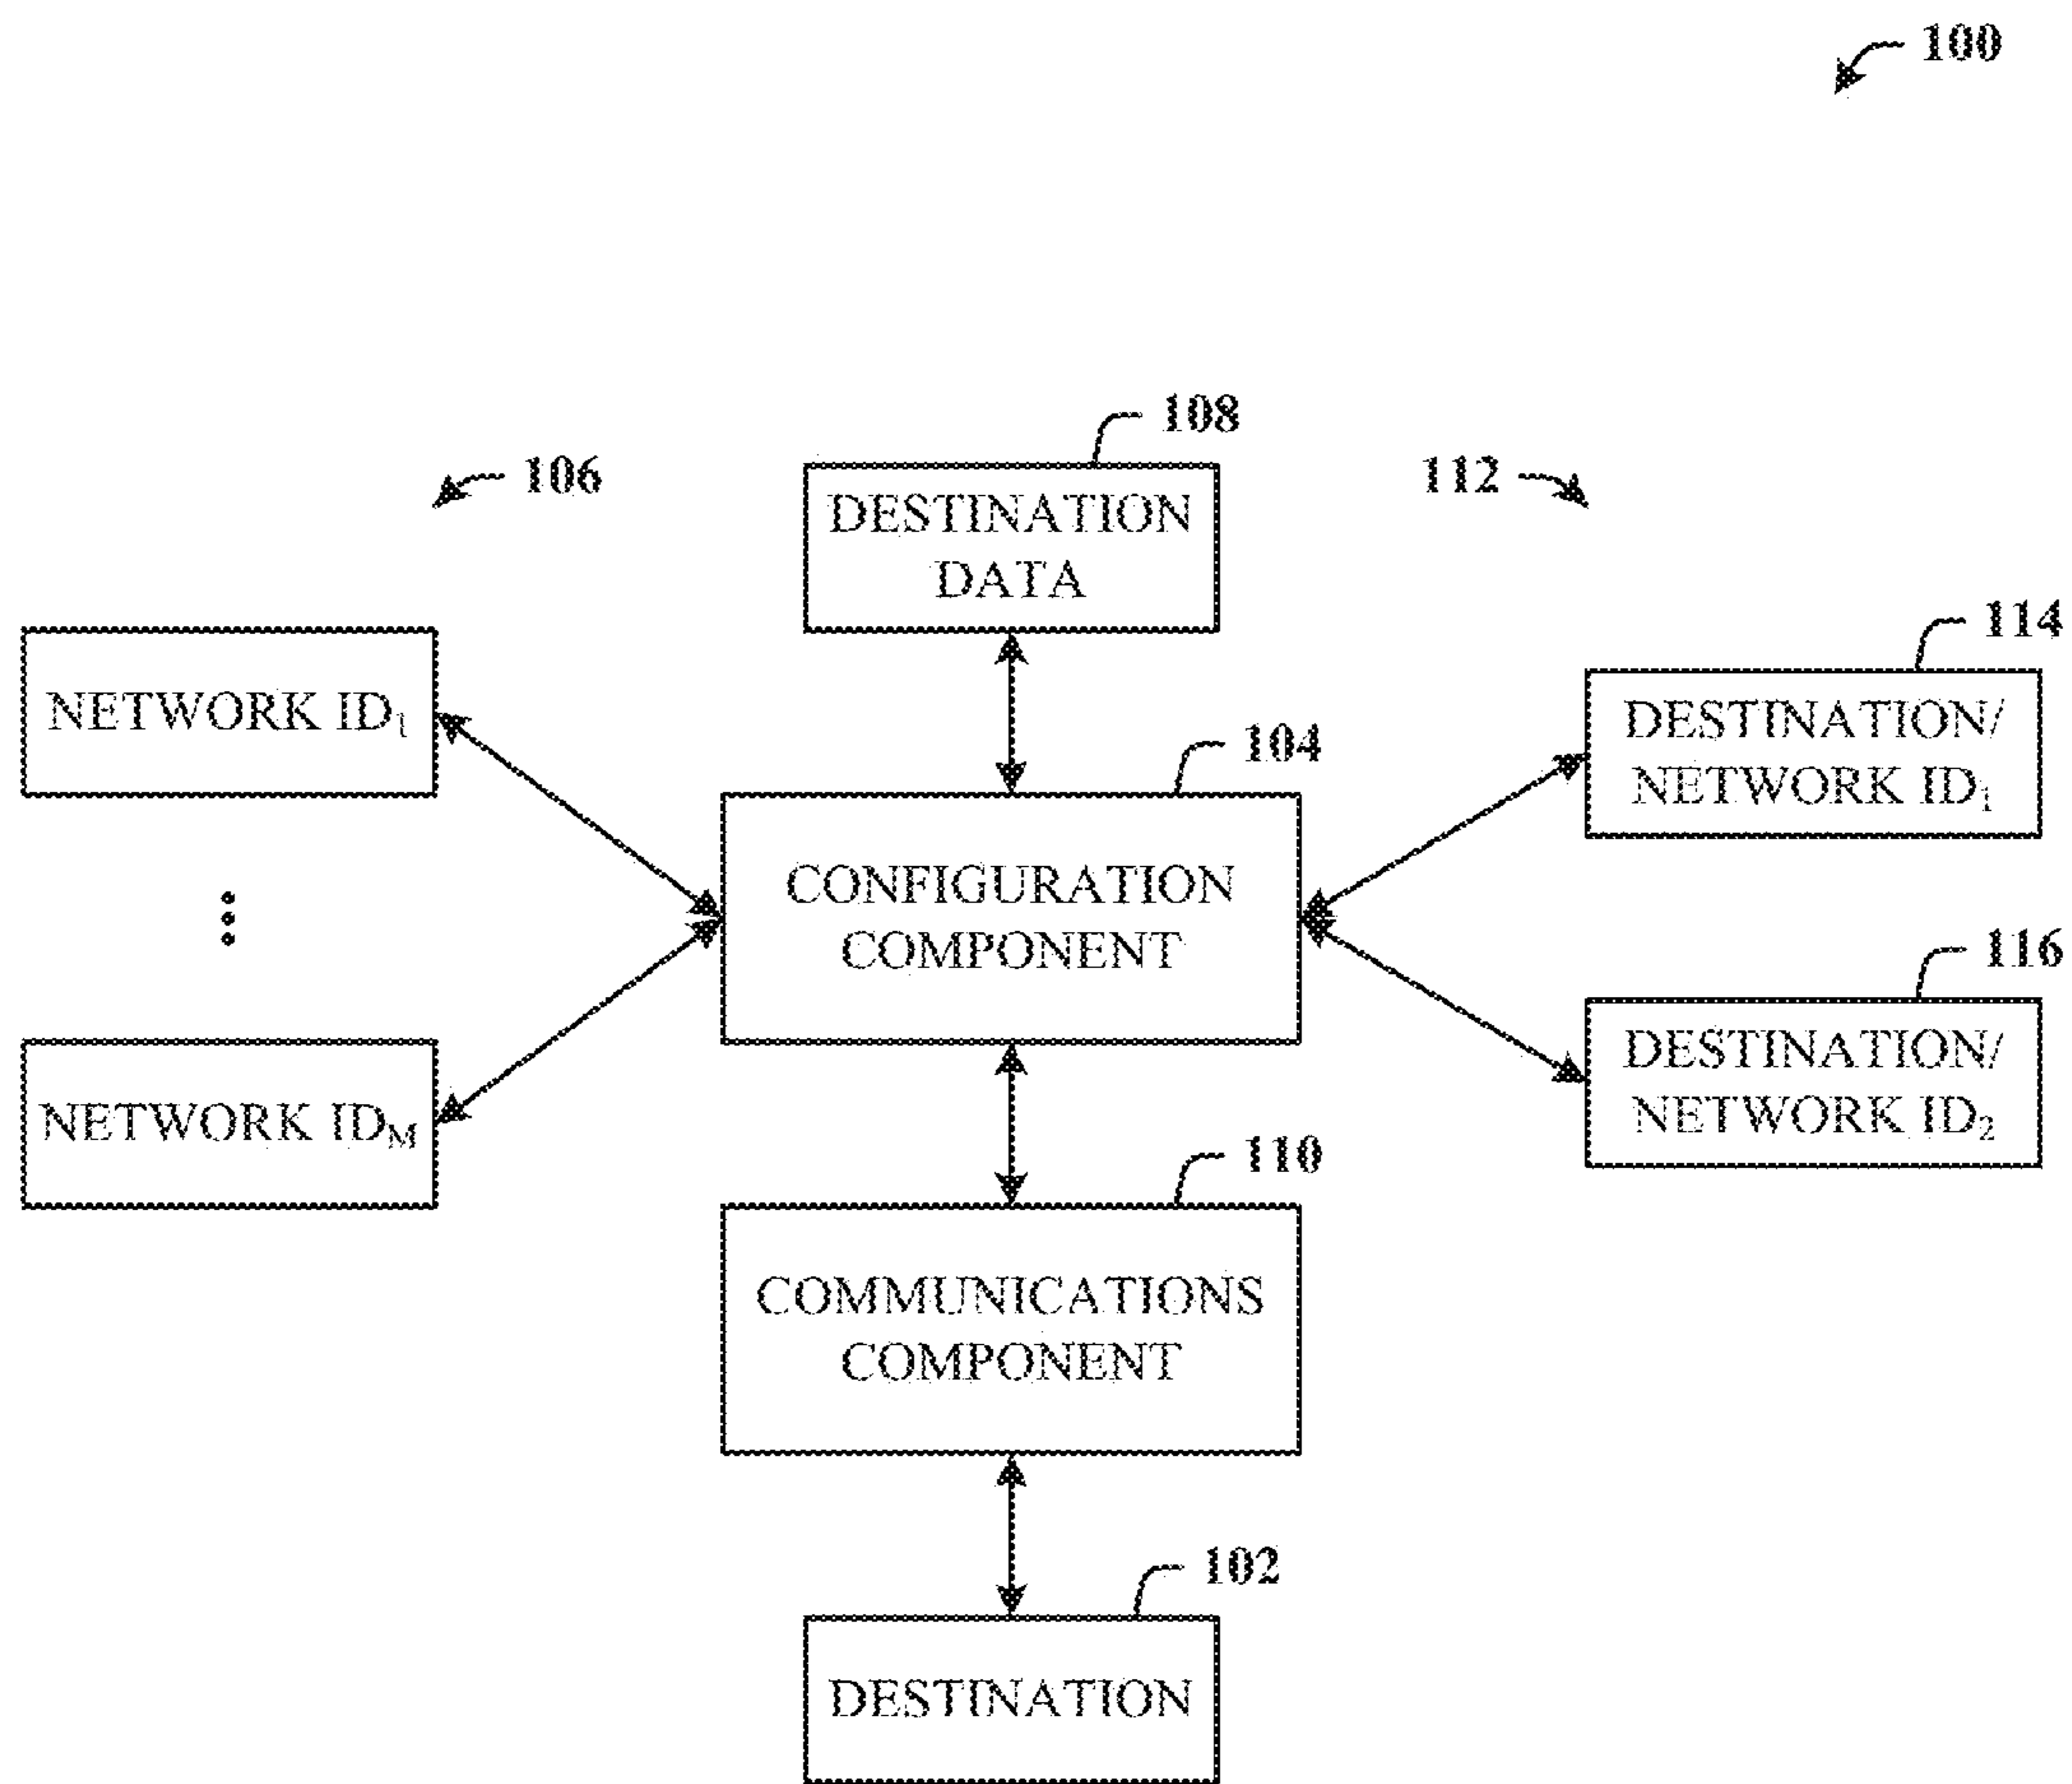 100
108
106
112
DESTINATION
DATA
114
NETWORK ID₁
DESTINATION/
NETWORK ID₁
104
CONFIGURATION
COMPONENT
116
DESTINATION/
NETWORK ID₂
NETWORK IDM
110
COMMUNICATIONS
COMPONENT
102
DESTINATION